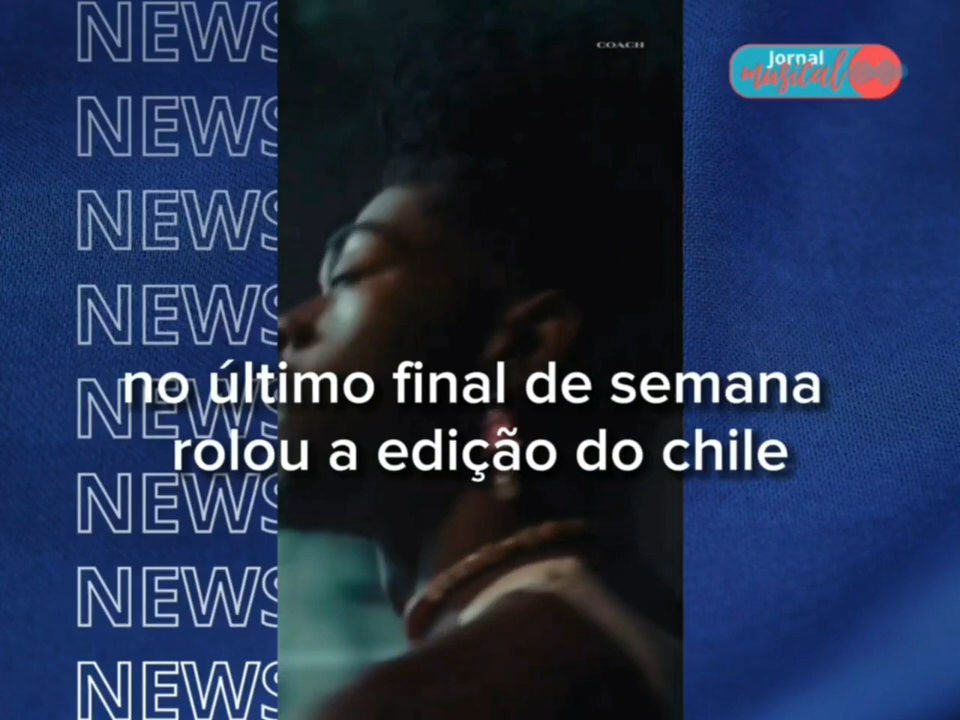 NEWS
NEWS
NEWS
NEWS
NEWS
NEWS
NEWS
NEWS
COACH
Jornal
musical
no último final de semana
rolou a edição do chile